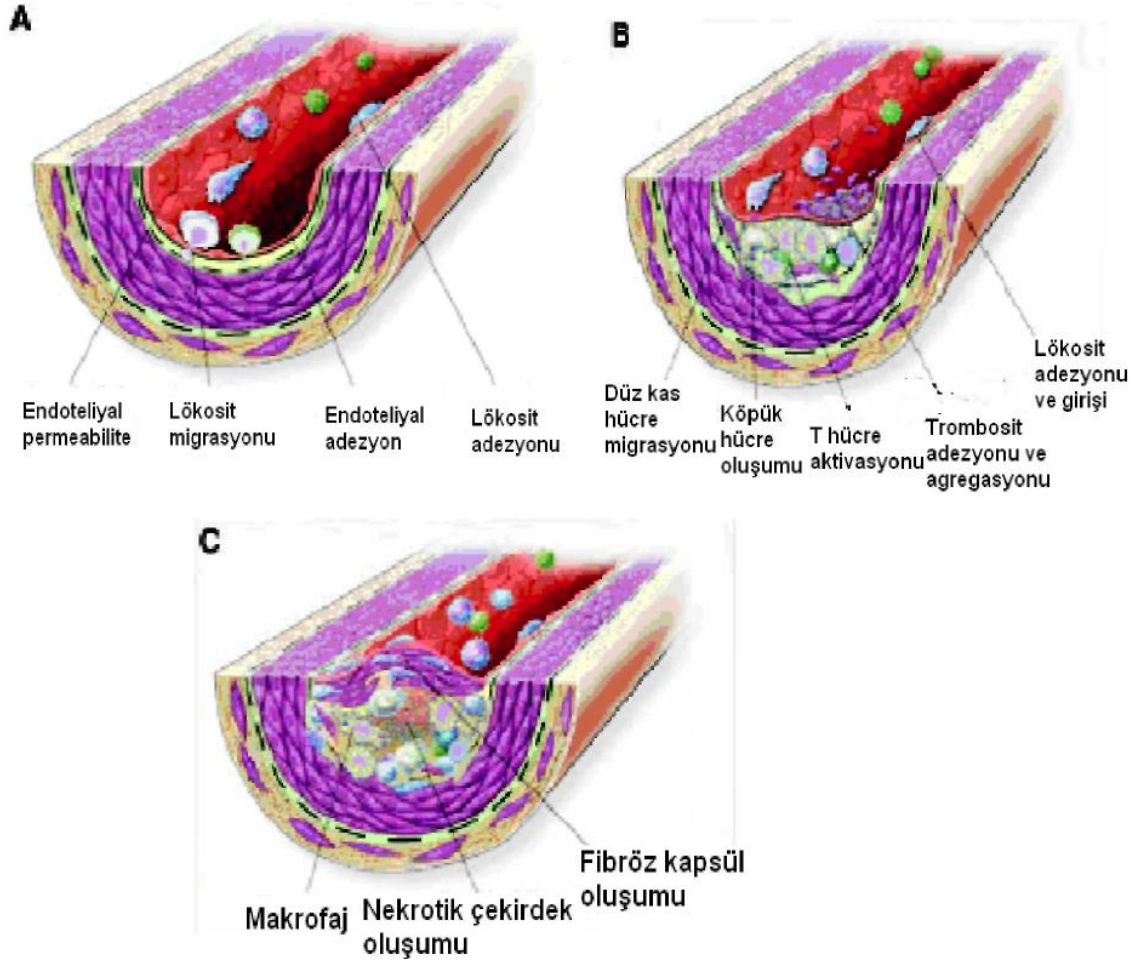 A
Endoteliyal
permeabilite
Lökosit
migrasyonu
Endoteliyal
adezyon
Lökosit
adezyonu
B
Düz kas
hücre
migrasyonu
Köpük
hücre
oluşumu
T hücre
aktivasyonu
Trombosit
adezyonu ve
agregasyonu
Lökosit
adezyonu
ve girişi
C
Makrofaj
Nekrotik çekirdek
oluşumu
Fibröz kapsül
oluşumu